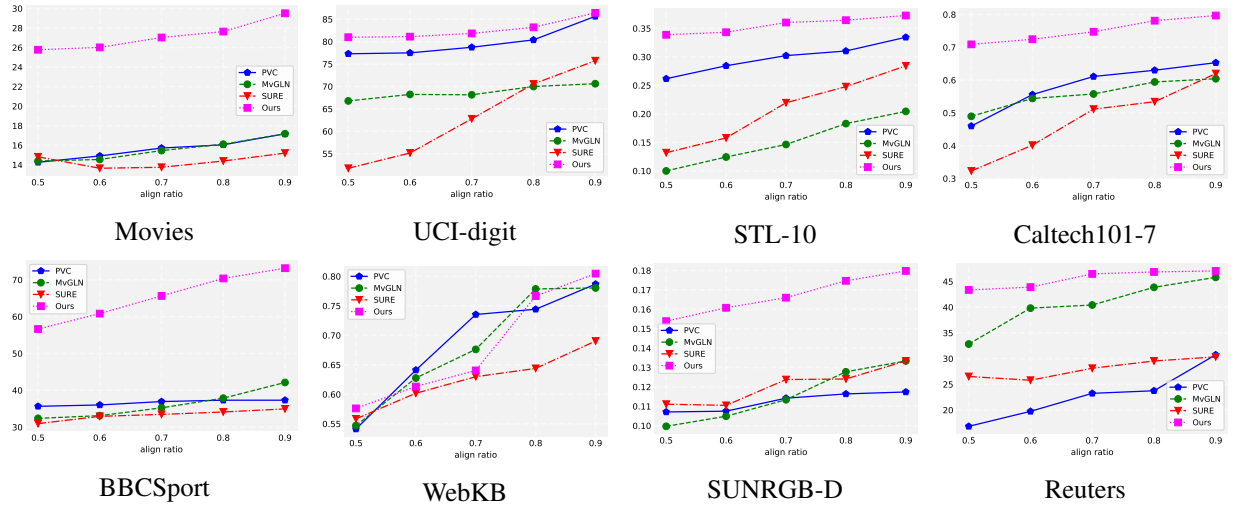 30
28
26
24
22
20
18
16
14
PVC
MvGLN
SURE
Ours
0.5 0.6 0.7 0.8 0.9
align ratio
Movies
85
80
75
70
65
60
55
PVC
MvGLN
SURE
Ours
0.5 0.6 0.7 0.8 0.9
align ratio
UCI-digit
0.35
0.30
0.25
0.20
0.15
0.10
PVC
MvGLN
SURE
Ours
0.5 0.6 0.7 0.8 0.9
align ratio
STL-10
0.8
0.7
0.6
0.5
0.4
0.3
PVC
MvGLN
SURE
Ours
0.5 0.6 0.7 0.8 0.9
align ratio
Caltech101-7
70
60
50
40
30
PVC
MvGLN
SURE
Ours
0.5 0.6 0.7 0.8 0.9
align ratio
BBCSport
0.80
0.75
0.70
0.65
0.60
0.55
PVC
MvGLN
SURE
Ours
0.5 0.6 0.7 0.8 0.9
align ratio
WebKB
0.18
0.17
0.16
0.15
0.14
0.13
0.12
0.11
0.10
PVC
MvGLN
SURE
Ours
0.5 0.6 0.7 0.8 0.9
align ratio
SUNRGB-D
45
40
35
30
25
20
PVC
MvGLN
SURE
Ours
0.5 0.6 0.7 0.8 0.9
align ratio
Reuters